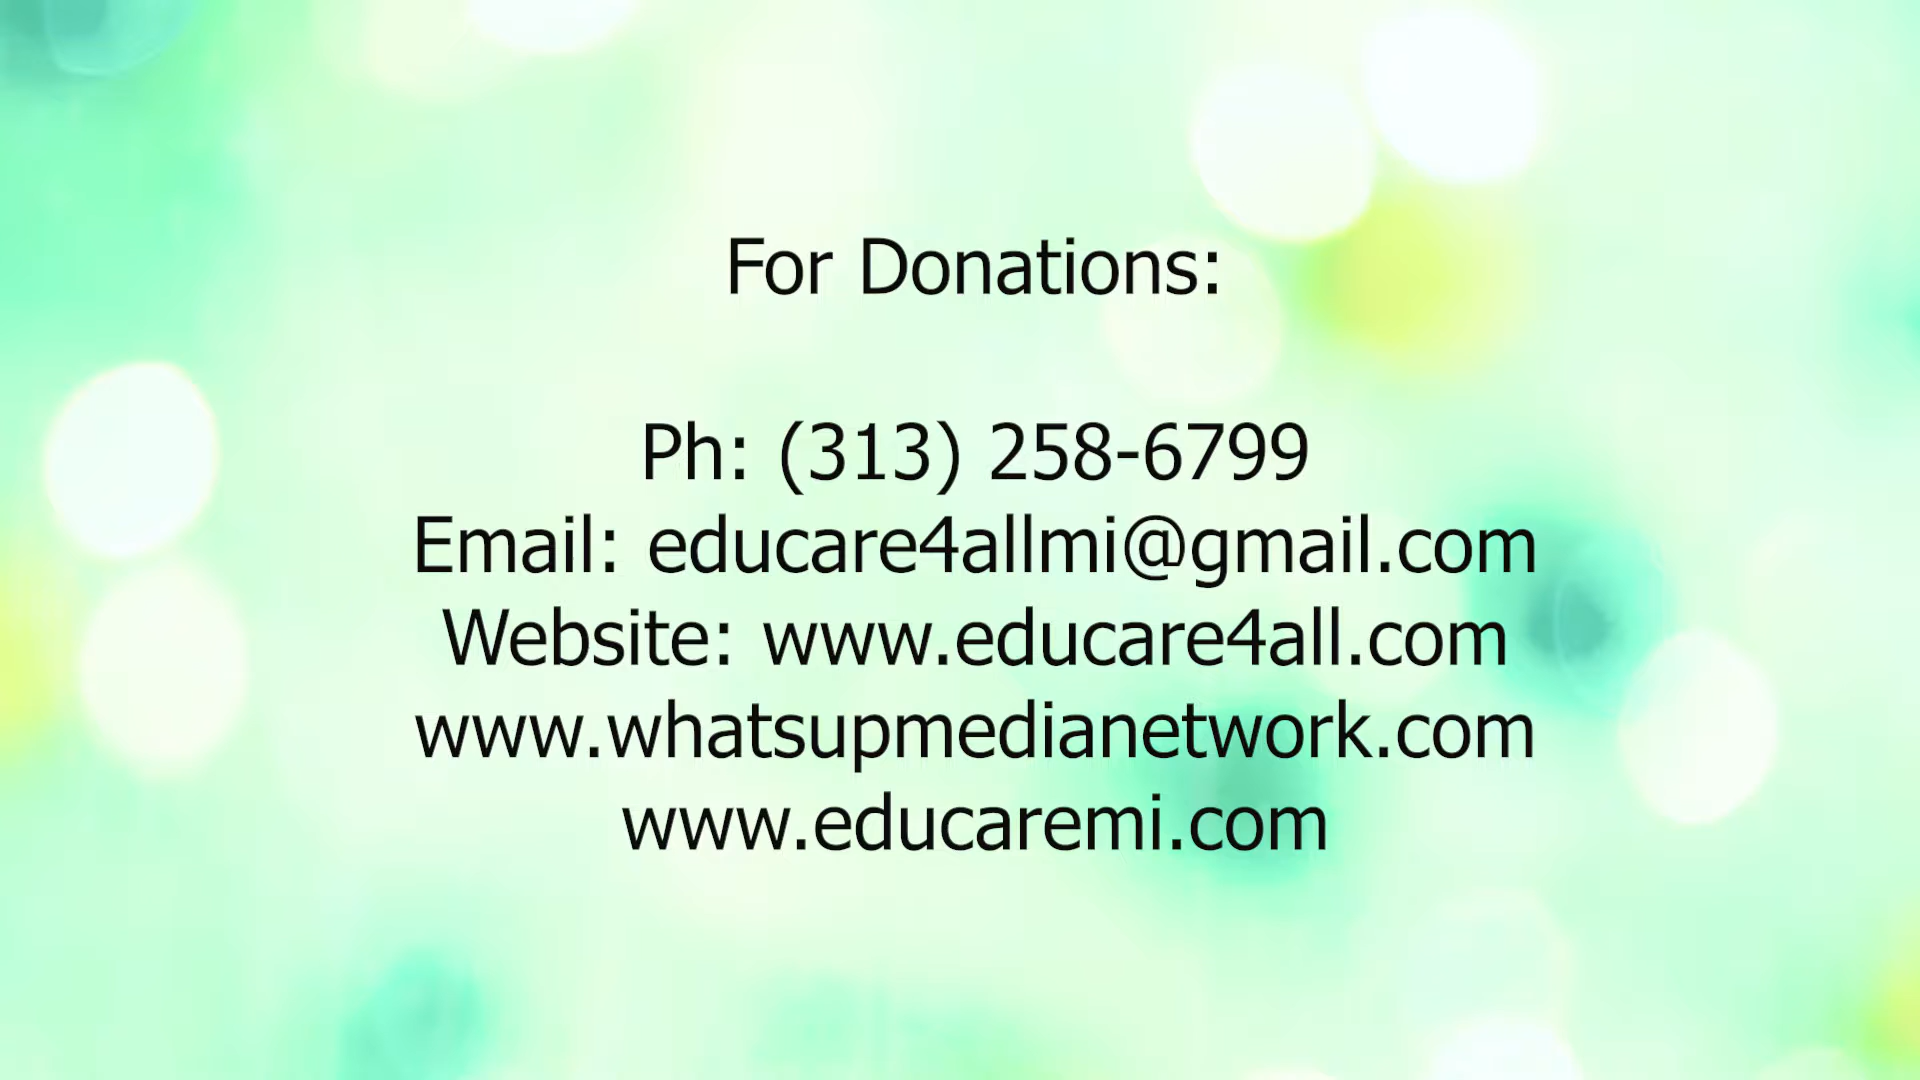 For Donations:
Ph: (313) 258-6799
Email: educare4allmi@gmail.com
Website: www.educare4all.com
www.whatsupmedianetwork.com
www.educaremi.com